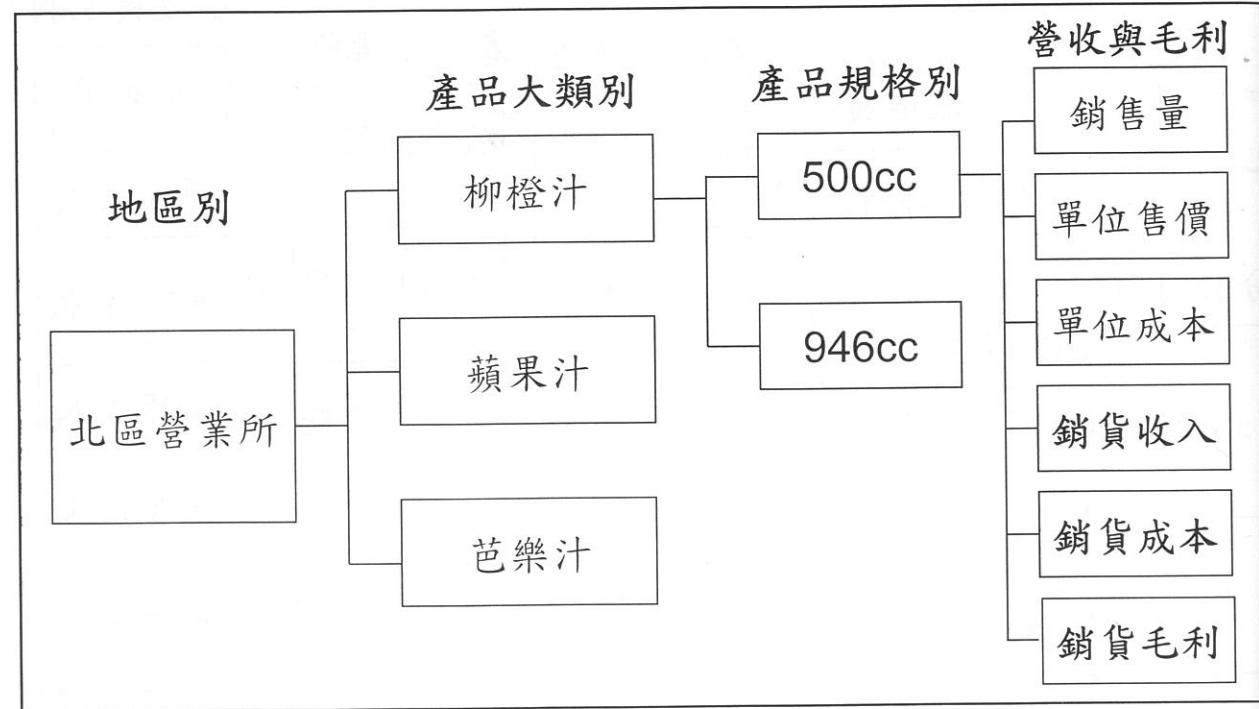 地區別
北區營業所
產品大類別
柳橙汁
蘋果汁
芭樂汁
產品規格別
500cc
946cc
營收與毛利
銷售量
單位售價
單位成本
銷貨收入
銷貨成本
銷貨毛利